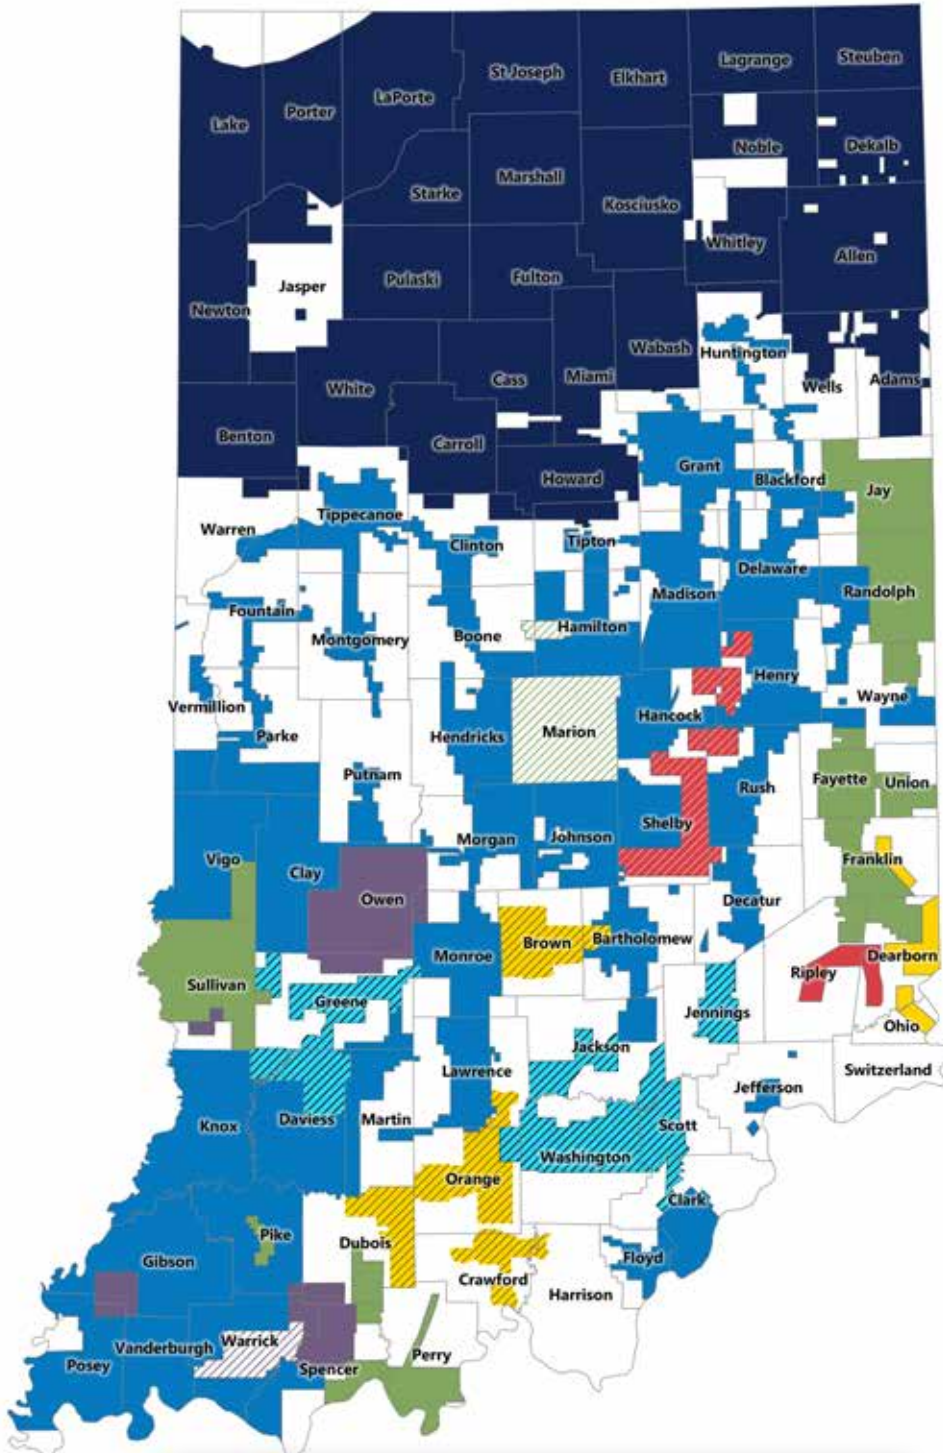 St Joseph
Elkhart
Lagrange
Steuben
LaPorte
Porter
Lake
Noble
Dekalb
Starke
Marshall
Kosciusko
Whitley
Allen
Pulaski
Fulton
Jasper
Newton
Wabash
Huntington
Miami
Cass
White
Wells
Adams
Benton
Carroll
Howard
Grant
Blackford
Jay
Tippecanoe
Warren
Clinton
Tipton
Delaware
Madison
Randolph
Fountain
Montgomery
Boone
Hamilton
Henry
Wayne
Vermillion
Parke
Hendricks
Marion
Hancock
Putnam
Rush
Fayette
Union
Morgan
Johnson
Shelby
Vigo
Clay
Franklin
Owen
Decatur
Brown
Bartholomew
Monroe
Dearborn
Ripley
Sullivan
Greene
Jennings
Ohio
Jackson
Lawrence
Switzerland
Jefferson
Knox
Daviess
Martin
Scott
Washington
Orange
Clark
Pike
Dubois
Floyd
Gibson
Crawford
Harrison
Warrick
Vanderburgh
Perry
Posey
Spencer